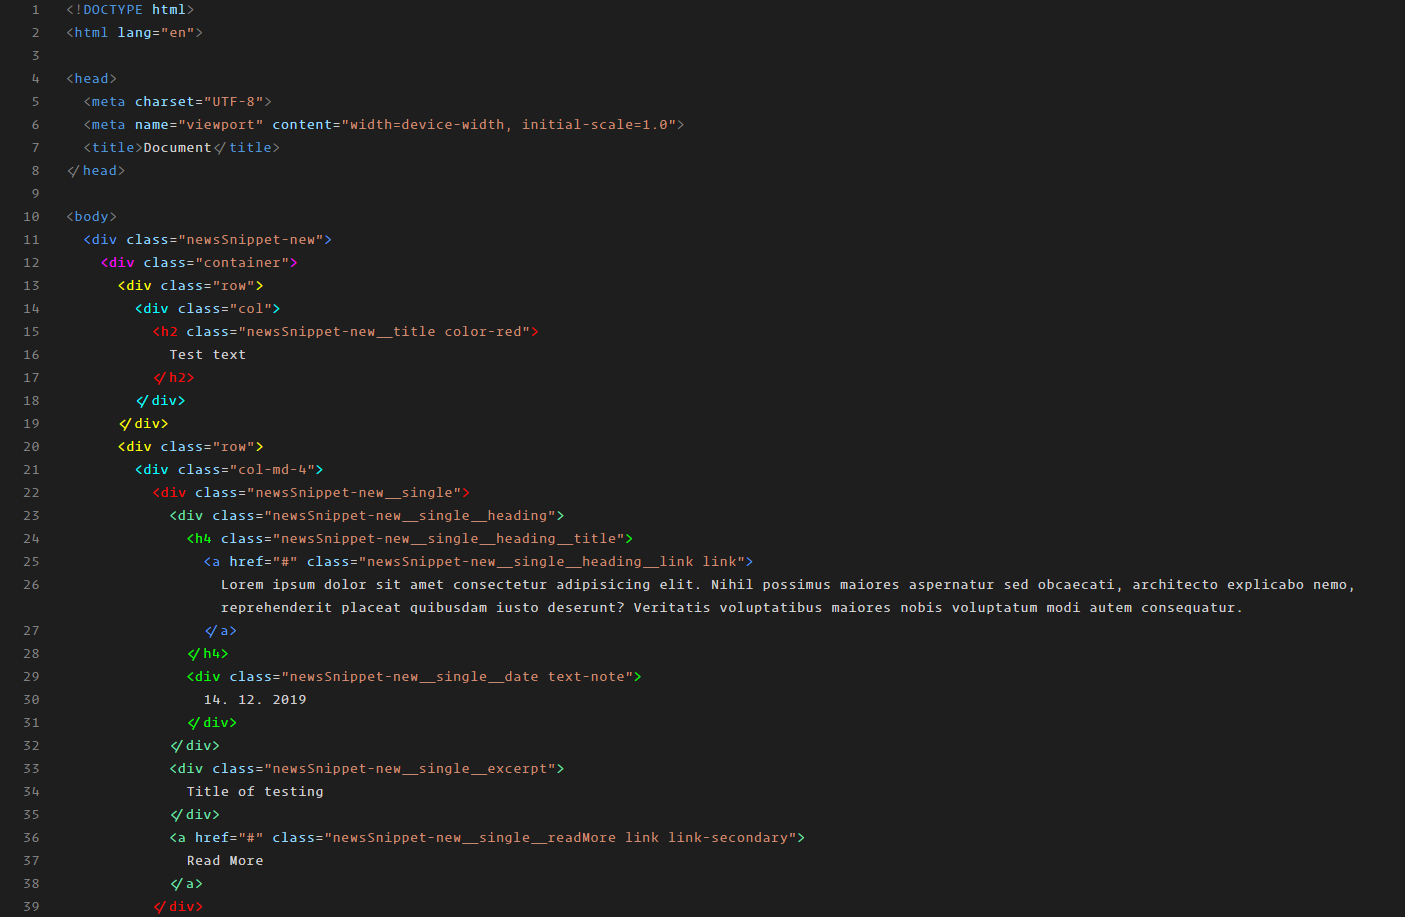 1 <!DOCTYPE html>
2 <html lang="en">
3
4 <head>
5 <meta charset="UTF-8">
6 <meta name="viewport" content="width=device-width, initial-scale=1.0">
7 <title>Document</title>
8 </head>
9
10 <body>
11 <div class="newsSnippet-new">
12 <div class="container">
13 <div class="row">
14 <div class="col">
15 <h2 class="newsSnippet-new__title color-red">
16 Test text
17 </h2>
18 </div>
19 </div>
20 <div class="row">
21 <div class="col-md-4">
22 <div class="newsSnippet-new__single">
23 <div class="newsSnippet-new__single__heading">
24 <h4 class="newsSnippet-new__single__heading__title">
25 <a href="#" class="newsSnippet-new__single__heading__link link">
26 Lorem ipsum dolor sit amet consectetur adipisicing elit. Nihil possimus maiores aspernatur sed obcaecati, architecto explicabo nemo,
reprehenderit placeat quibusdam iusto deserunt? Veritatis voluptatibus maiores nobis voluptatum modi autem consequatur.
27 </a>
28 </h4>
29 <div class="newsSnippet-new__single__date text-note">
30 14. 12. 2019
31 </div>
32 </div>
33 <div class="newsSnippet-new__single__excerpt">
34 Title of testing
35 </div>
36 <a href="#" class="newsSnippet-new__single__readMore link link-secondary">
37 Read More
38 </a>
39 </div>